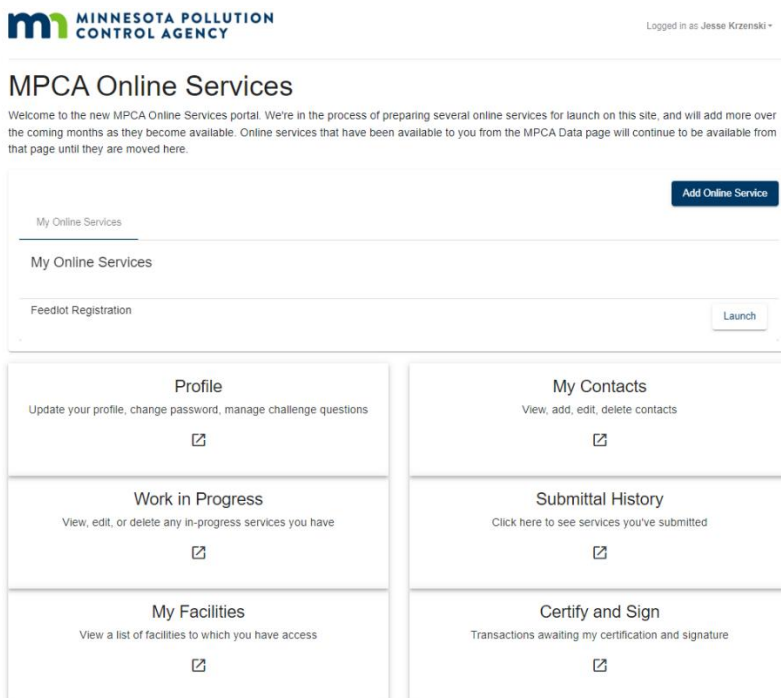 MINNESOTA POLLUTION
CONTROL AGENCY
Logged in as Jesse Krzenski
MPCA Online Services
Welcome to the new MPCA Online Services portal. We're in the process of preparing several online services for launch on this site, and will add more over
the coming months as they become available. Online services that have been available to you from the MPCA Data page will continue to be available from
that page until they are moved here.
Add Online Service
My Online Services
My Online Services
Feedlot Registration
Launch
Profile
Update your profile, change password, manage challenge questions
My Contacts
View, add, edit, delete contacts
Work in Progress
View, edit, or delete any in-progress services you have
Submittal History
Click here to see services you've submitted
My Facilities
View a list of facilities to which you have access
Certify and Sign
Transactions awaiting my certification and signature